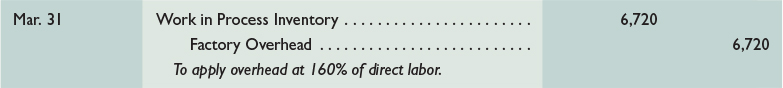 Mar. 31 Work in Process Inventory . . . . . . . . . . . . . . . . . . . . . . . 6,720
Factory Overhead . . . . . . . . . . . . . . . . . . . . . . . . . . 6,720
To apply overhead at 160% of direct labor.